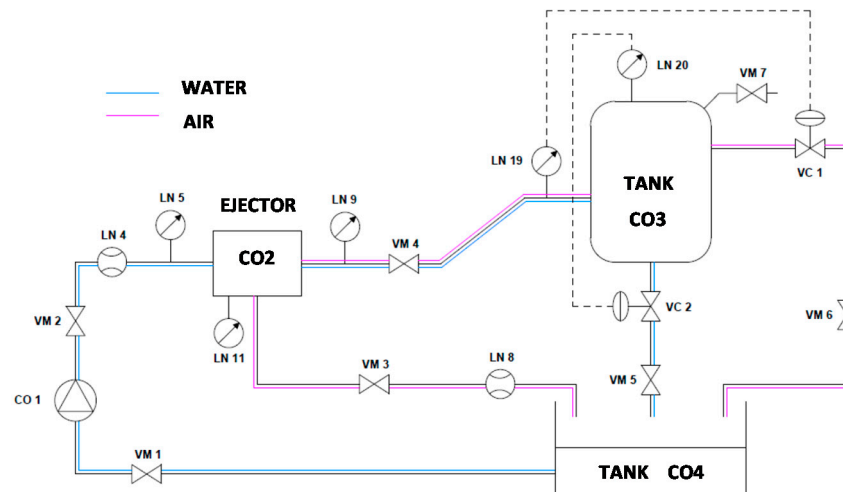 LN 20
VM 7
WATER
AIR
LN 19
TANK
CO3
VC 1
LN 5
EJECTOR
LN 9
LN 4
CO2
VM 4
VM 2
LN 11
VC 2
VM 6
VM 3
LN 8
VM 5
CO 1
VM 1
TANK CO4